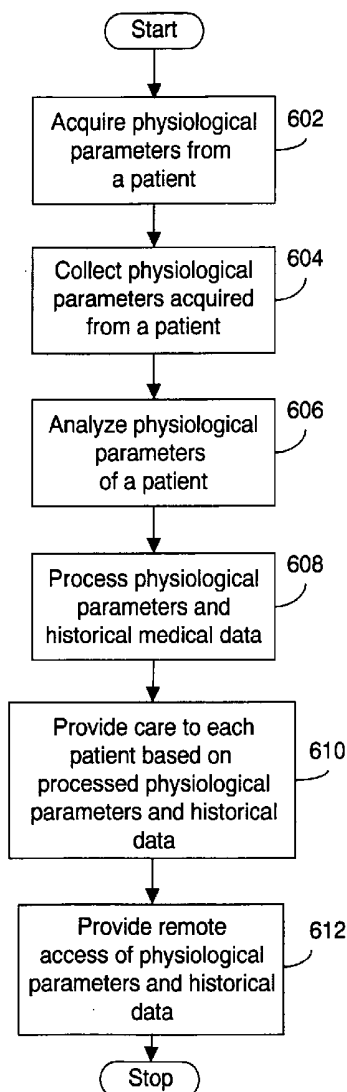 Start
Acquire physiological
parameters from
a patient
602
Collect physiological
parameters acquired
from a patient
604
Analyze physiological
parameters
of a patient
606
Process physiological
parameters and
historical medical data
608
Provide care to each
patient based on
processed physiological
parameters and historical
data
610
Provide remote
access of physiological
parameters and historical
data
612
Stop